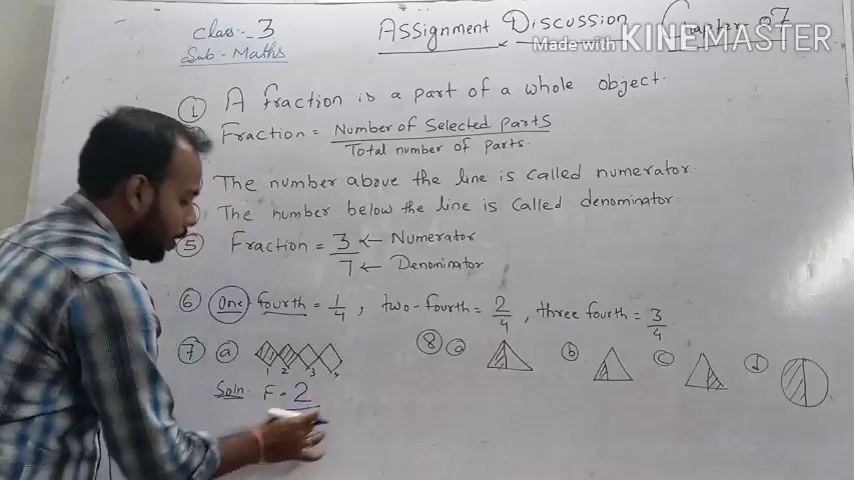 Class:- 3
Sub:- Maths
Assignment Discussion Chapter-07
Made with KINEMASTER
① A fraction is a part of a whole object.
Fraction = Number of Selected parts
Total number of parts.
The number above the line is called numerator.
The number below the line is called denominator.
⑤ Fraction = 3 ← Numerator
7 ← Denominator
⑥ One fourth = 1/4, two-fourth = 2/4, three fourth = 3/4.
⑦ ⓐ ⑧ ⓐ ⓑ ⓒ ⓓ
1 2 3 4
Soln. F = 2